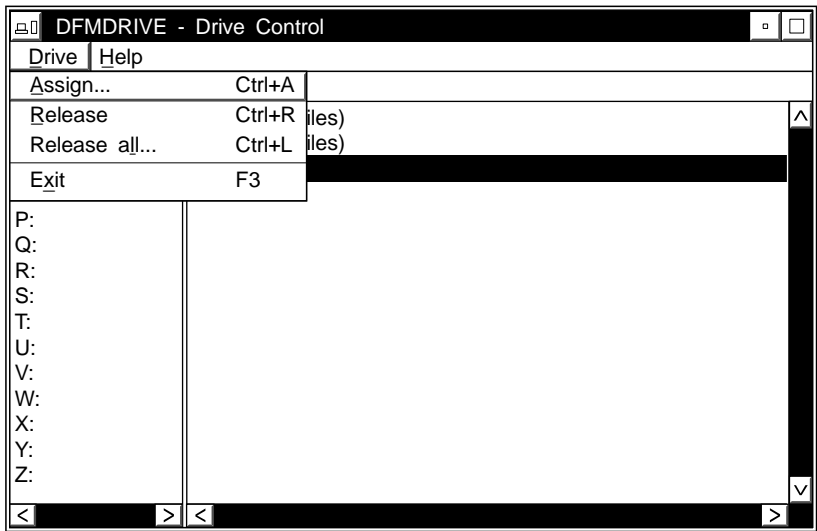 DFMDRIVE - Drive Control
Drive Help
Assign... Ctrl+A
Release Ctrl+R iles)
Release all... Ctrl+L iles)
Exit F3
P:
Q:
R:
S:
T:
U:
V:
W:
X:
Y:
Z: